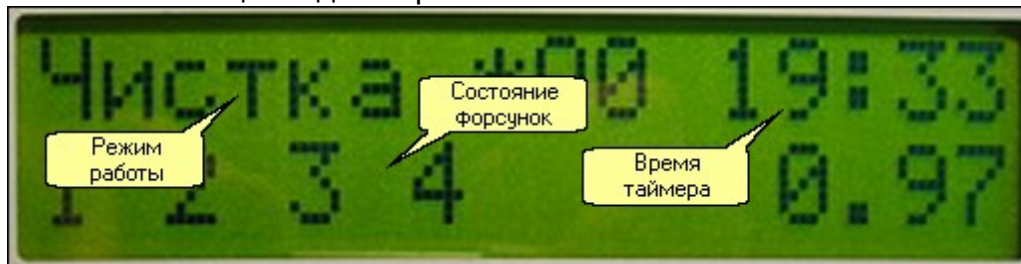 Чистка *00 19:33
Состояние
форсунок
Режим
работы
Время
таймера
1 2 3 4 0.97